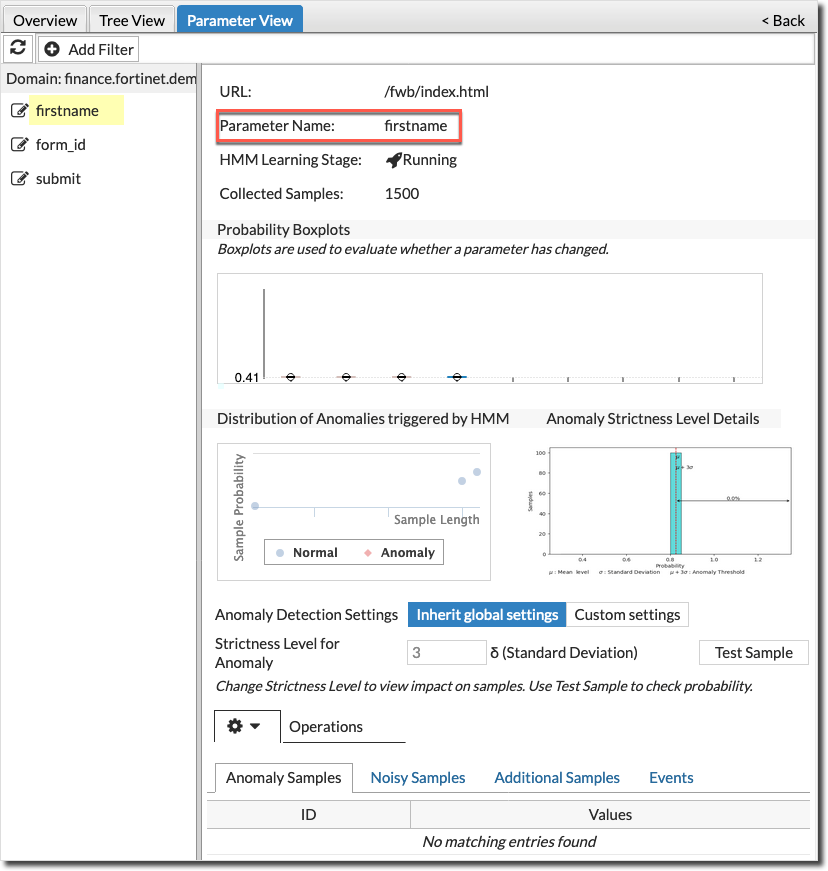 Overview Tree View Parameter View < Back
Add Filter
Domain: finance.fortinet.dem
firstname
form_id
submit
URL: /fwb/index.html
Parameter Name: firstname
HMM Learning Stage: Running
Collected Samples: 1500
Probability Boxplots
Boxplots are used to evaluate whether a parameter has changed.
0.41
Distribution of Anomalies triggered by HMM
Sample Probability
Sample Length
Normal Anomaly
Anomaly Strictness Level Details
Samples
100
80
60
40
20
0
μ
μ + 3σ
0.0%
0.4 0.6 0.8 1.0 1.2
Probability
μ : Mean level σ : Standard Deviation μ + 3σ : Anomaly Threshold
Anomaly Detection Settings Inherit global settings Custom settings
Strictness Level for
Anomaly
3 δ (Standard Deviation) Test Sample
Change Strictness Level to view impact on samples. Use Test Sample to check probability.
Operations
Anomaly Samples Noisy Samples Additional Samples Events
ID Values
No matching entries found